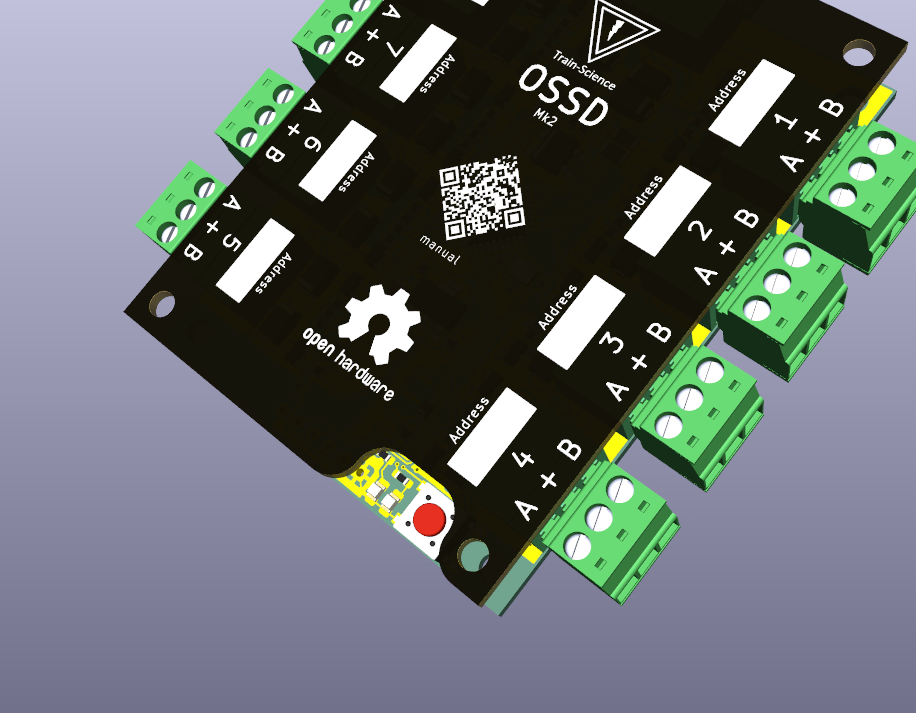 Train-Science
OSSD
Mk2
manual
open hardware
Address
1
A + B
Address
2
A + B
Address
3
A + B
Address
4
A + B
A + B
7
Address
A + B
6
Address
A + B
5
Address